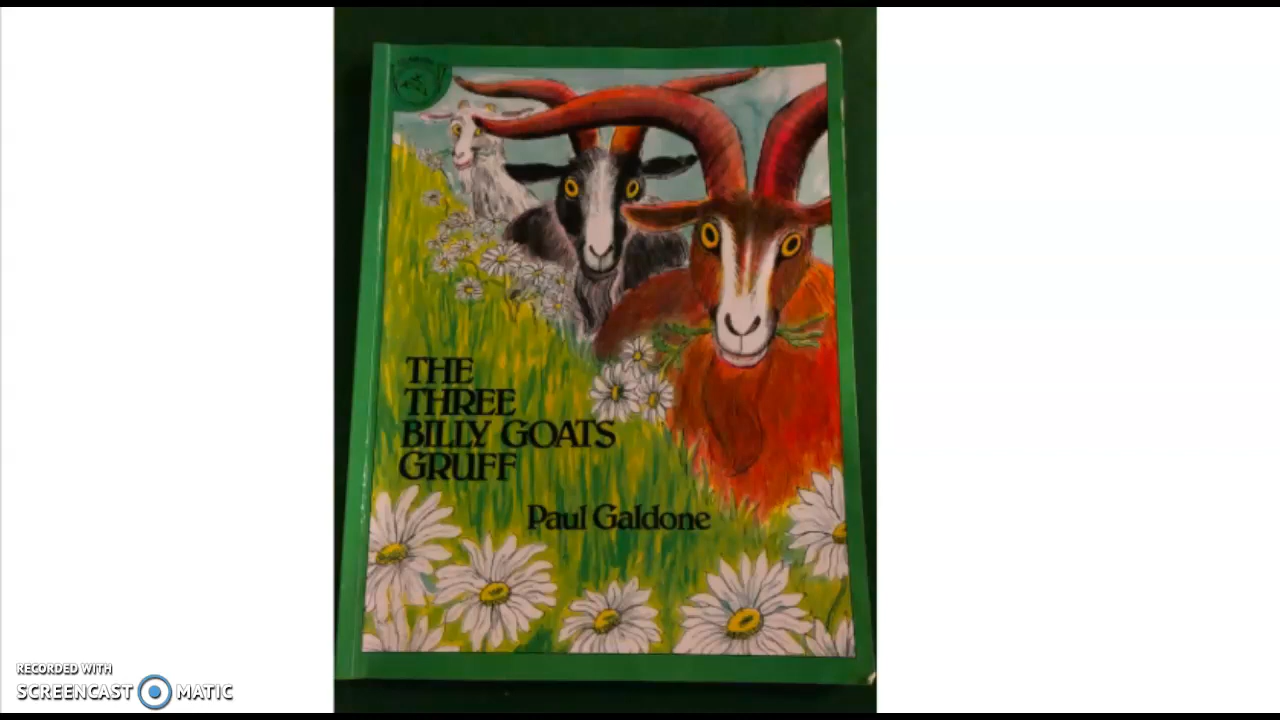 THE
THREE
BILLY GOATS
GRUFF
Paul Galdone
RECORDED WITH
SCREENCAST MATIC